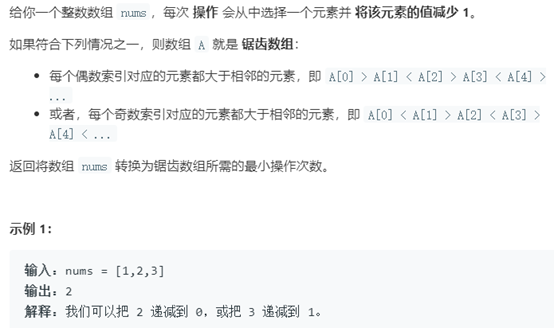 给你一个整数数组 nums，每次 操作 会从中选择一个元素并 将该元素的值减少 1。
如果符合下列情况之一，则数组 A 就是 锯齿数组：
• 每个偶数索引对应的元素都大于相邻的元素，即 A[0] > A[1] < A[2] > A[3] < A[4] >
...
• 或者，每个奇数索引对应的元素都大于相邻的元素，即 A[0] < A[1] > A[2] < A[3] >
A[4] < ...
返回将数组 nums 转换为锯齿数组所需的最小操作次数。
示例 1：
输入：nums = [1,2,3]
输出：2
解释：我们可以把 2 递减到 0，或把 3 递减到 1。